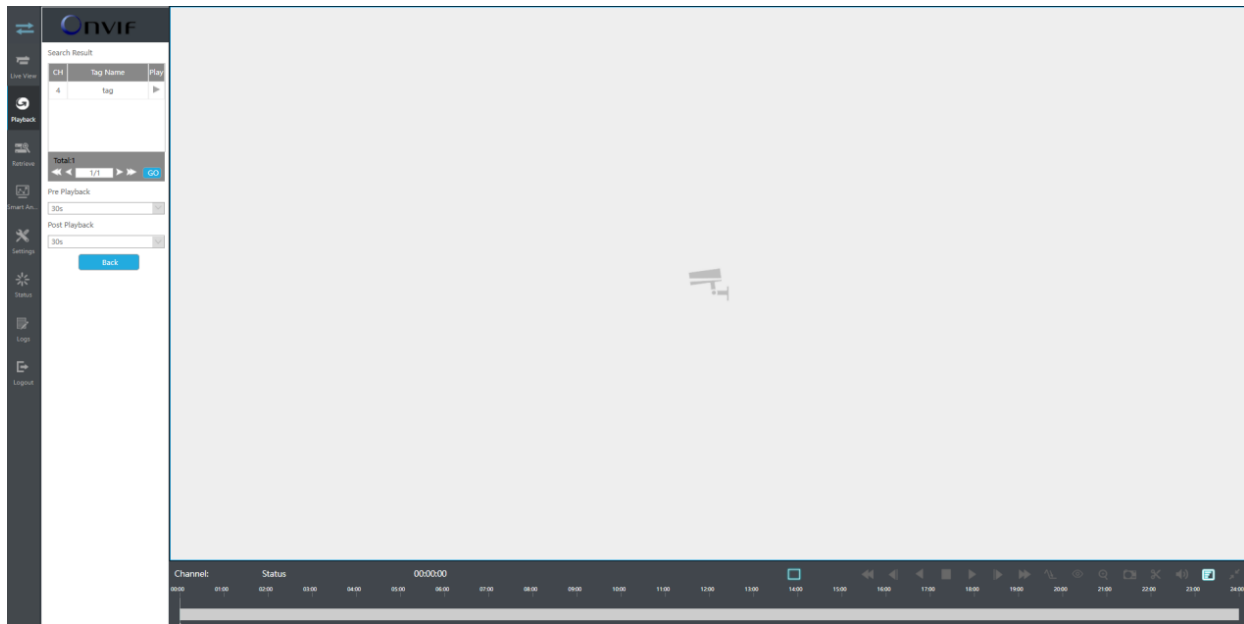 ONVIF
Live View
Playback
Retrieve
Smart An...
Settings
Status
Logs
Logout
Search Result
CH Tag Name Play
4 tag
Total:1
1/1 GO
Pre Playback
30s
Post Playback
30s
Back
Channel: Status 00:00:00
00:00 01:00 02:00 03:00 04:00 05:00 06:00 07:00 08:00 09:00 10:00 11:00 12:00 13:00 14:00 15:00 16:00 17:00 18:00 19:00 20:00 21:00 22:00 23:00 24:00